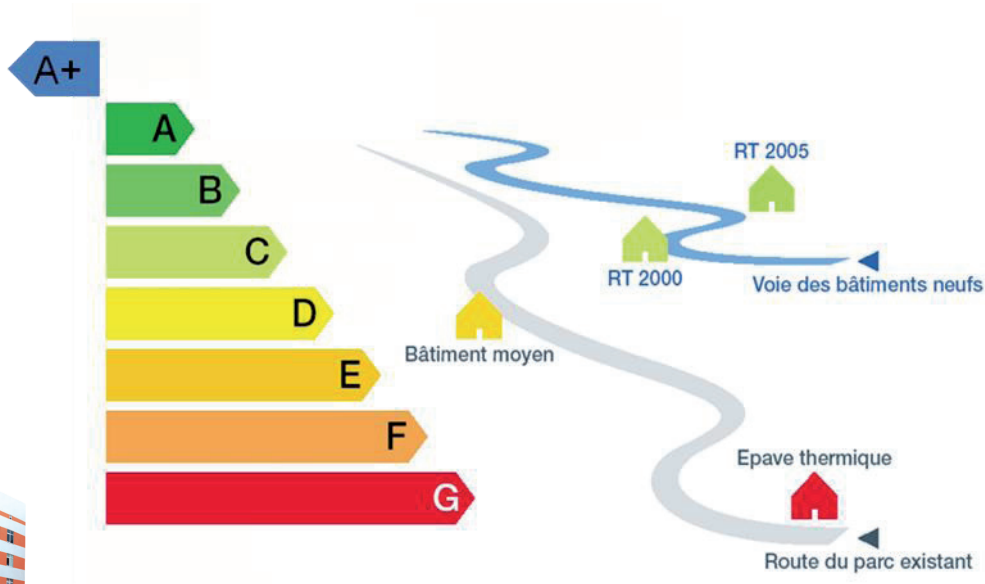 A+
A
B
C
D
E
F
G
RT 2005
RT 2000
Voie des bâtiments neufs
Bâtiment moyen
Epave thermique
Route du parc existant